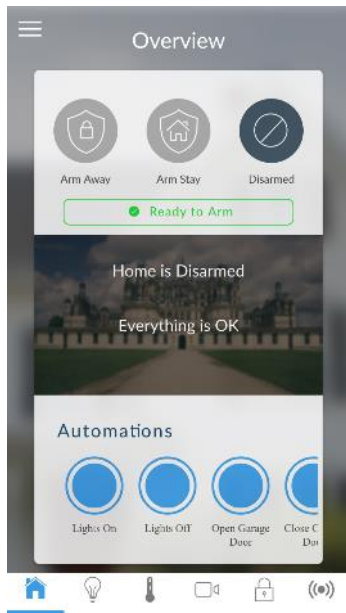 Overview
Arm Away
Arm Stay
Disarmed
Ready to Arm
Home is Disarmed
Everything is OK
Automations
Lights On
Lights Off
Open Garage
Door
Close